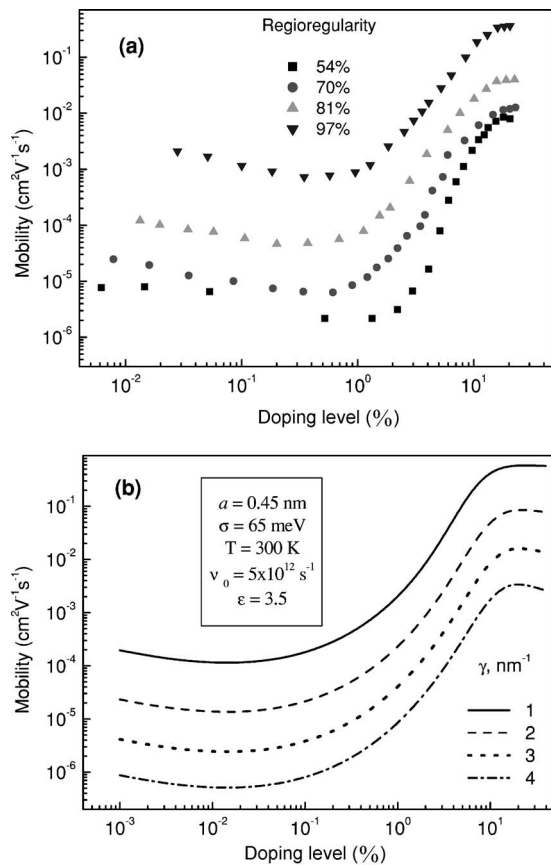 (a)
Regioregularity
54%
70%
81%
97%
Mobility (cm²V⁻¹s⁻¹)
10⁻¹
10⁻²
10⁻³
10⁻⁴
10⁻⁵
10⁻⁶
10⁻² 10⁻¹ 10⁰ 10¹
Doping level (%)
(b)
a = 0.45 nm
σ = 65 meV
T = 300 K
ν₀ = 5x10¹² s⁻¹
ε = 3.5
γ, nm⁻¹
1
2
3
4
Mobility (cm²V⁻¹s⁻¹)
10⁻¹
10⁻²
10⁻³
10⁻⁴
10⁻⁵
10⁻⁶
10⁻³ 10⁻² 10⁻¹ 10⁰ 10¹
Doping level (%)